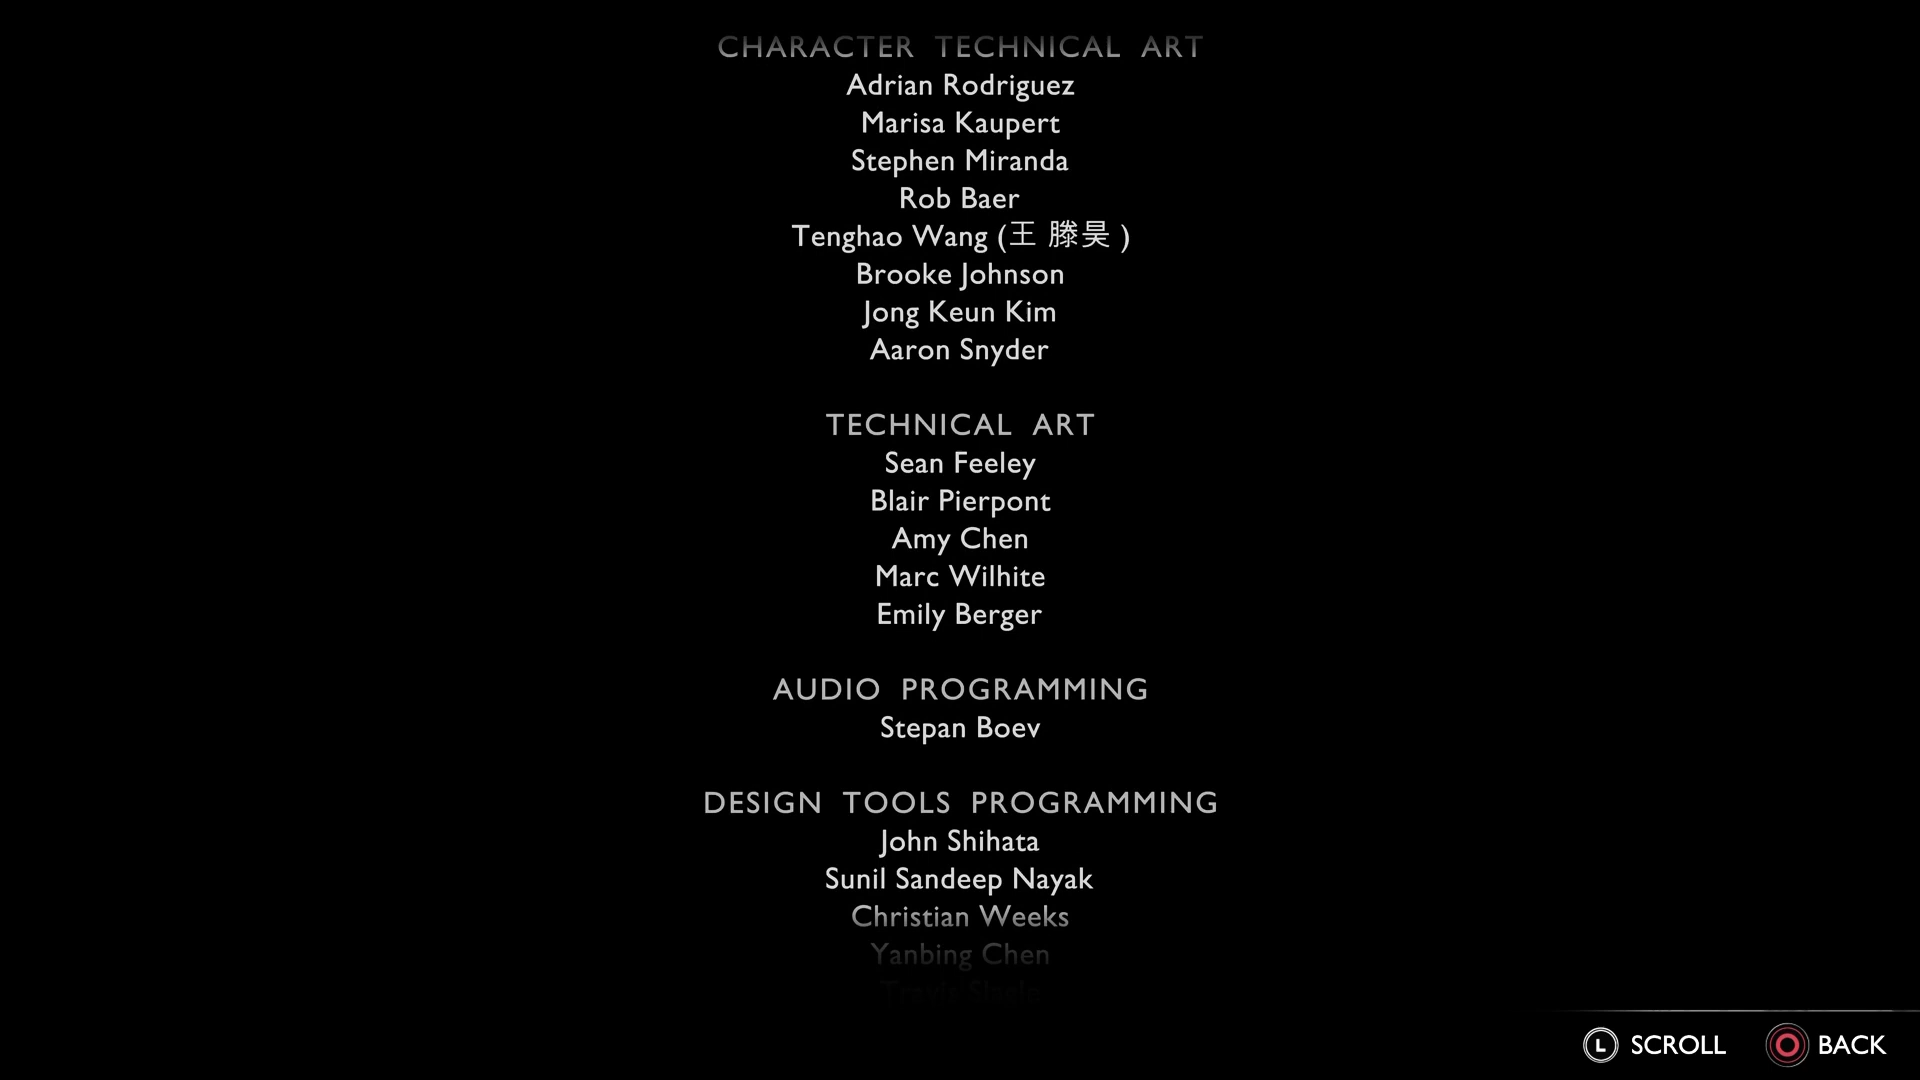 CHARACTER TECHNICAL ART
Adrian Rodriguez
Marisa Kaupert
Stephen Miranda
Rob Baer
Tenghao Wang (王 滕昊 )
Brooke Johnson
Jong Keun Kim
Aaron Snyder
TECHNICAL ART
Sean Feeley
Blair Pierpont
Amy Chen
Marc Wilhite
Emily Berger
AUDIO PROGRAMMING
Stepan Boev
DESIGN TOOLS PROGRAMMING
John Shihata
Sunil Sandeep Nayak
Christian Weeks
Yanbing Chen
Travis
L SCROLL
BACK